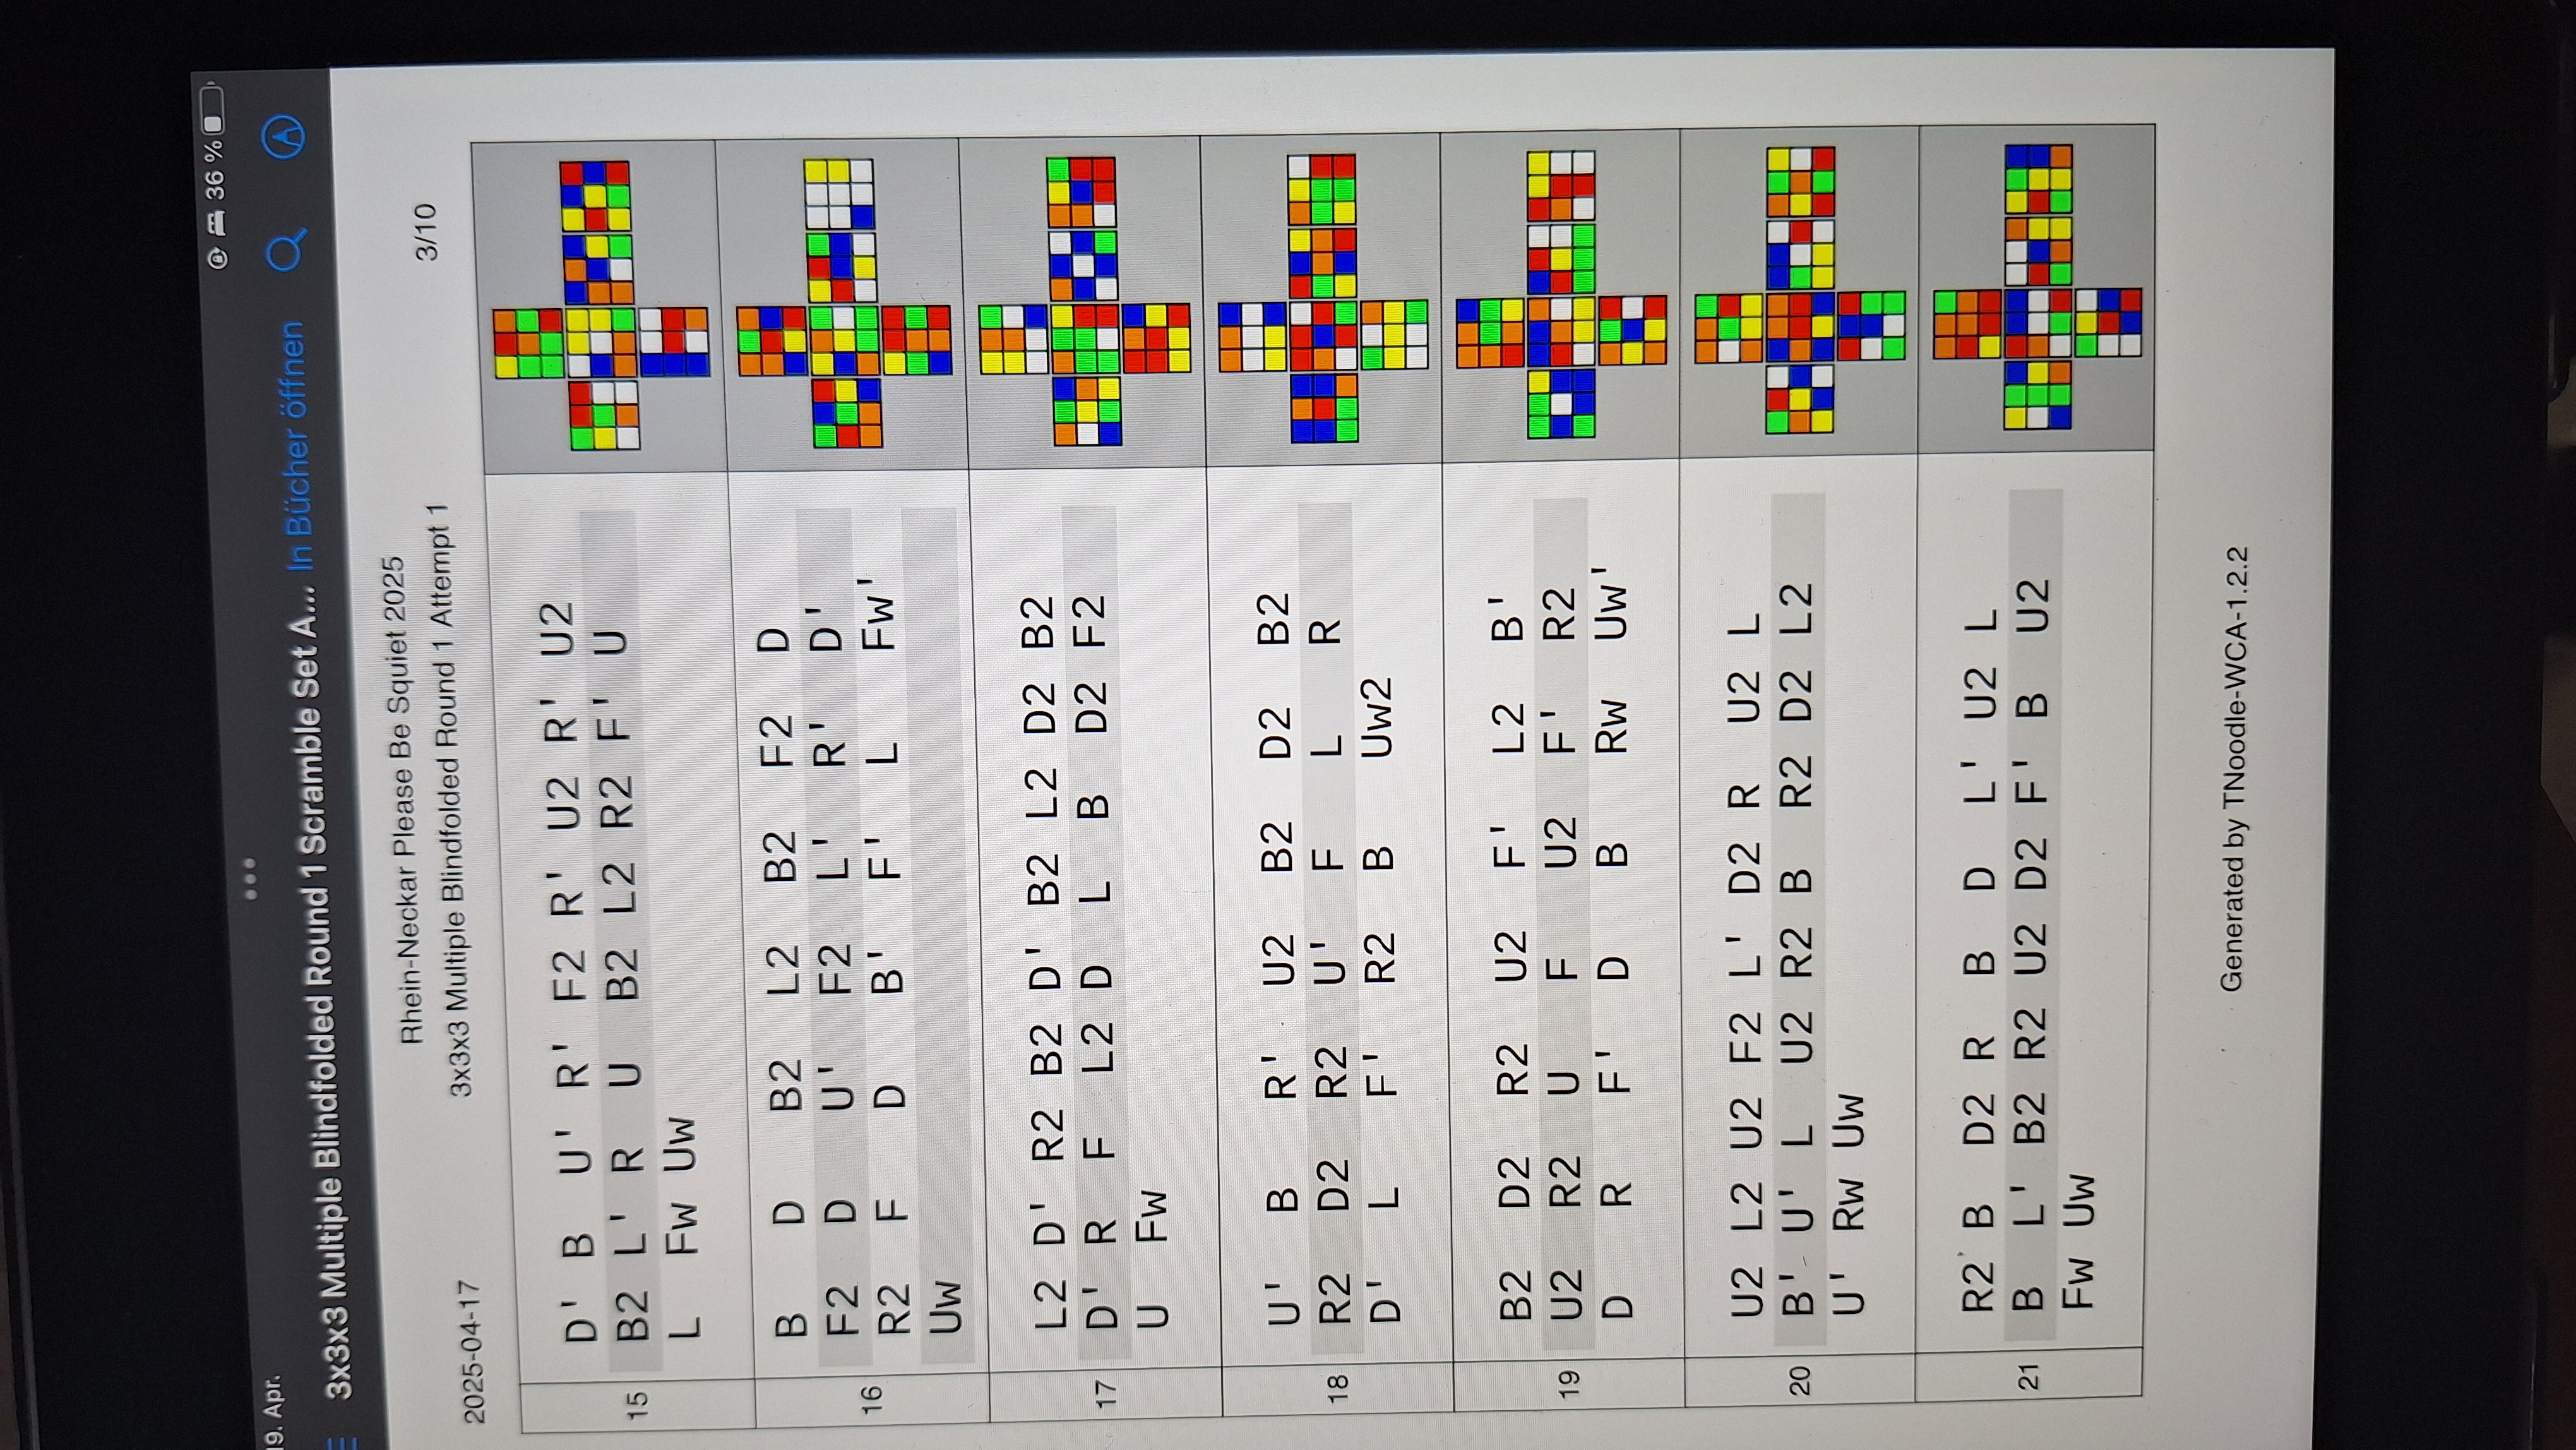 36 %
9. Apr.
3x3x3 Multiple Blindfolded Round 1 Scramble Set A... In Bücher öffnen
Rhein-Neckar Please Be Squiet 2025
3x3x3 Multiple Blindfolded Round 1 Attempt 1
3/10
2025-04-17
15
D' B U' R' F2 R' U2 R' U2
B2 L' R U B2 L2 R2 F' U
L Fw Uw
16
B D B2 L2 B2 F2 D
F2 D U' F2 L' R' D'
R2 F D B' F' L Fw'
Uw
17
L2 D' R2 B2 D' B2 L2 D2 B2
D' R F L2 D L B D2 F2
U Fw
18
U' B R' U2 B2 D2 B2
R2 D2 R2 U' F L R
D' L F' R2 B Uw2
19
B2 D2 R2 U2 F' L2 B'
U2 R2 U F U2 F' R2
D R F' D B Rw Uw'
20
U2 L2 U2 F2 L' D2 R U2 L
B' U' L U2 R2 B R2 D2 L2
U' Rw Uw
21
R2 B D2 R B D L' U2 L
B L' B2 R2 U2 D2 F' B U2
Fw Uw
Generated by TNoodle-WCA-1.2.2